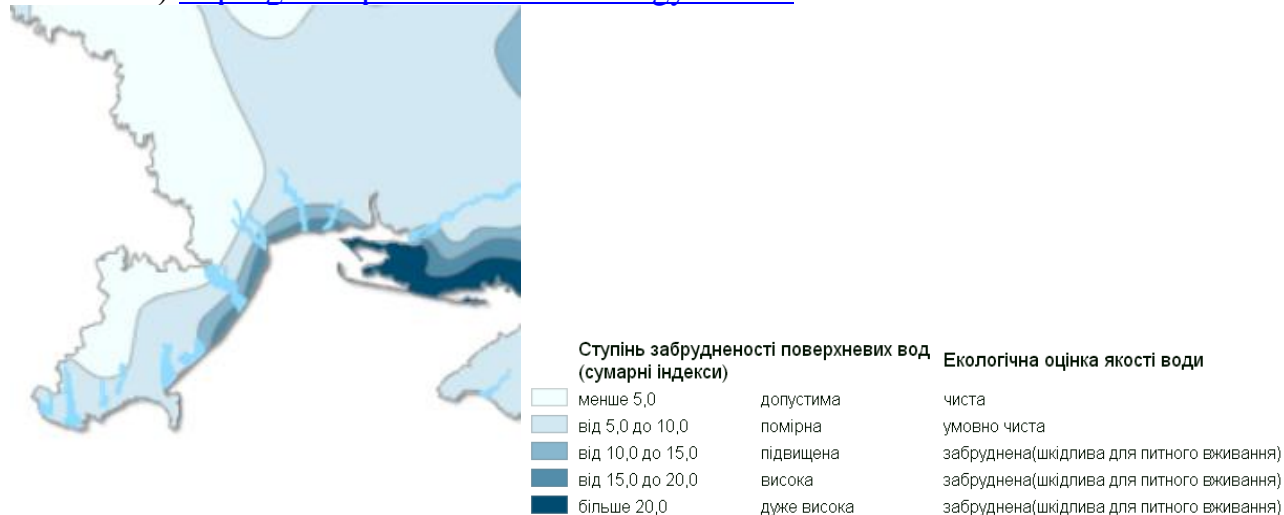 Ступінь забрудненості поверхневих вод
(сумарні індекси)
Екологічна оцінка якості води
менше 5,0 допустима чиста
від 5,0 до 10,0 помірна умовно чиста
від 10,0 до 15,0 підвищена забруднена(шкідлива для питного вживання)
від 15,0 до 20,0 висока забруднена(шкідлива для питного вживання)
більше 20,0 дуже висока забруднена(шкідлива для питного вживання)